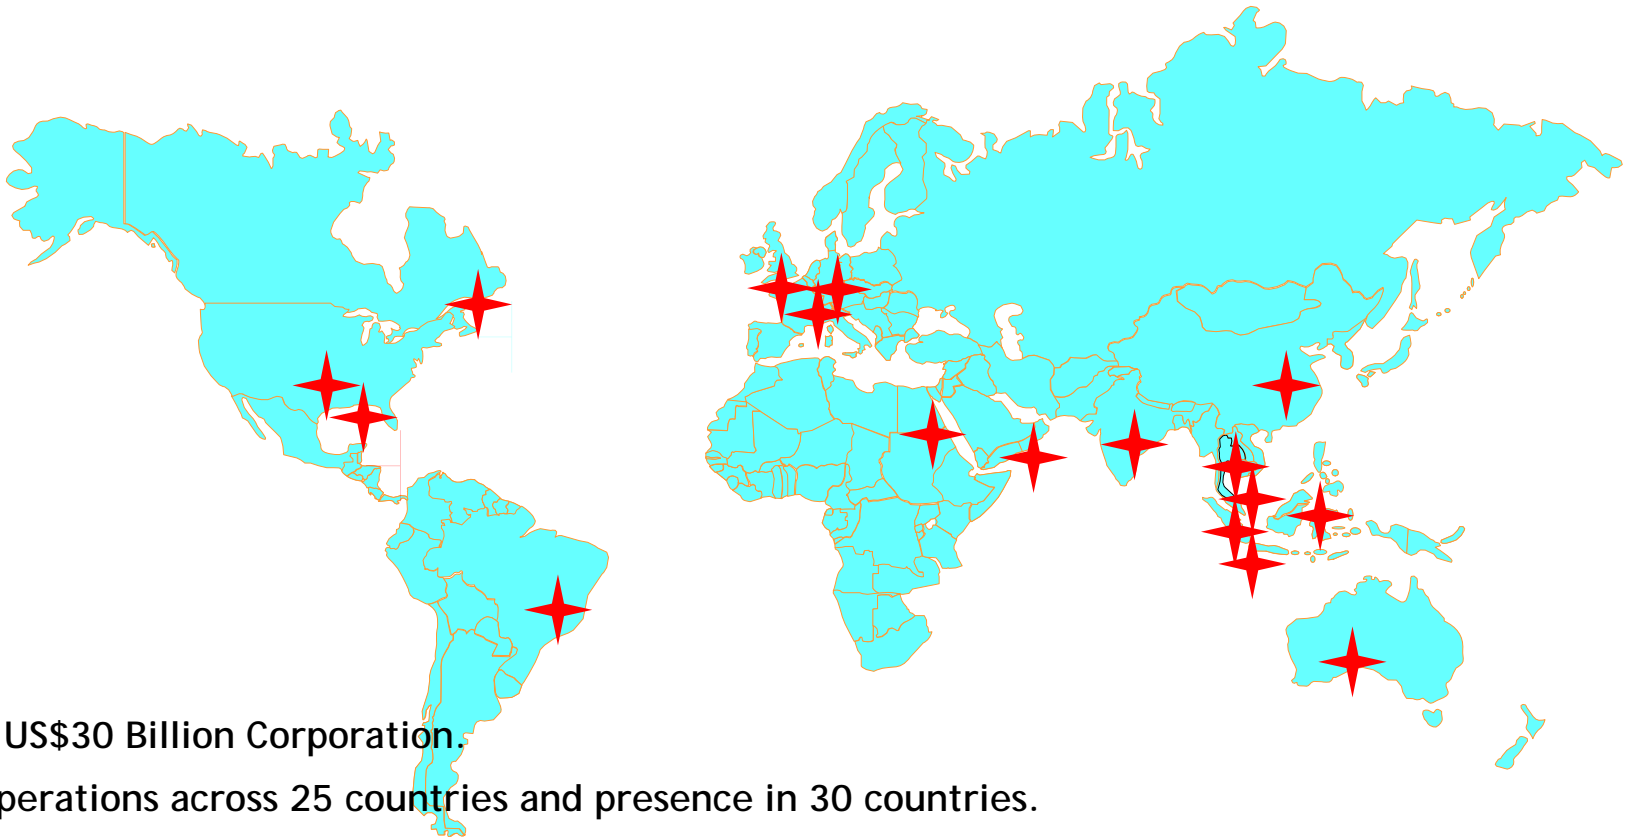 US$30 Billion Corporation.
perations across 25 countries and presence in 30 countries.